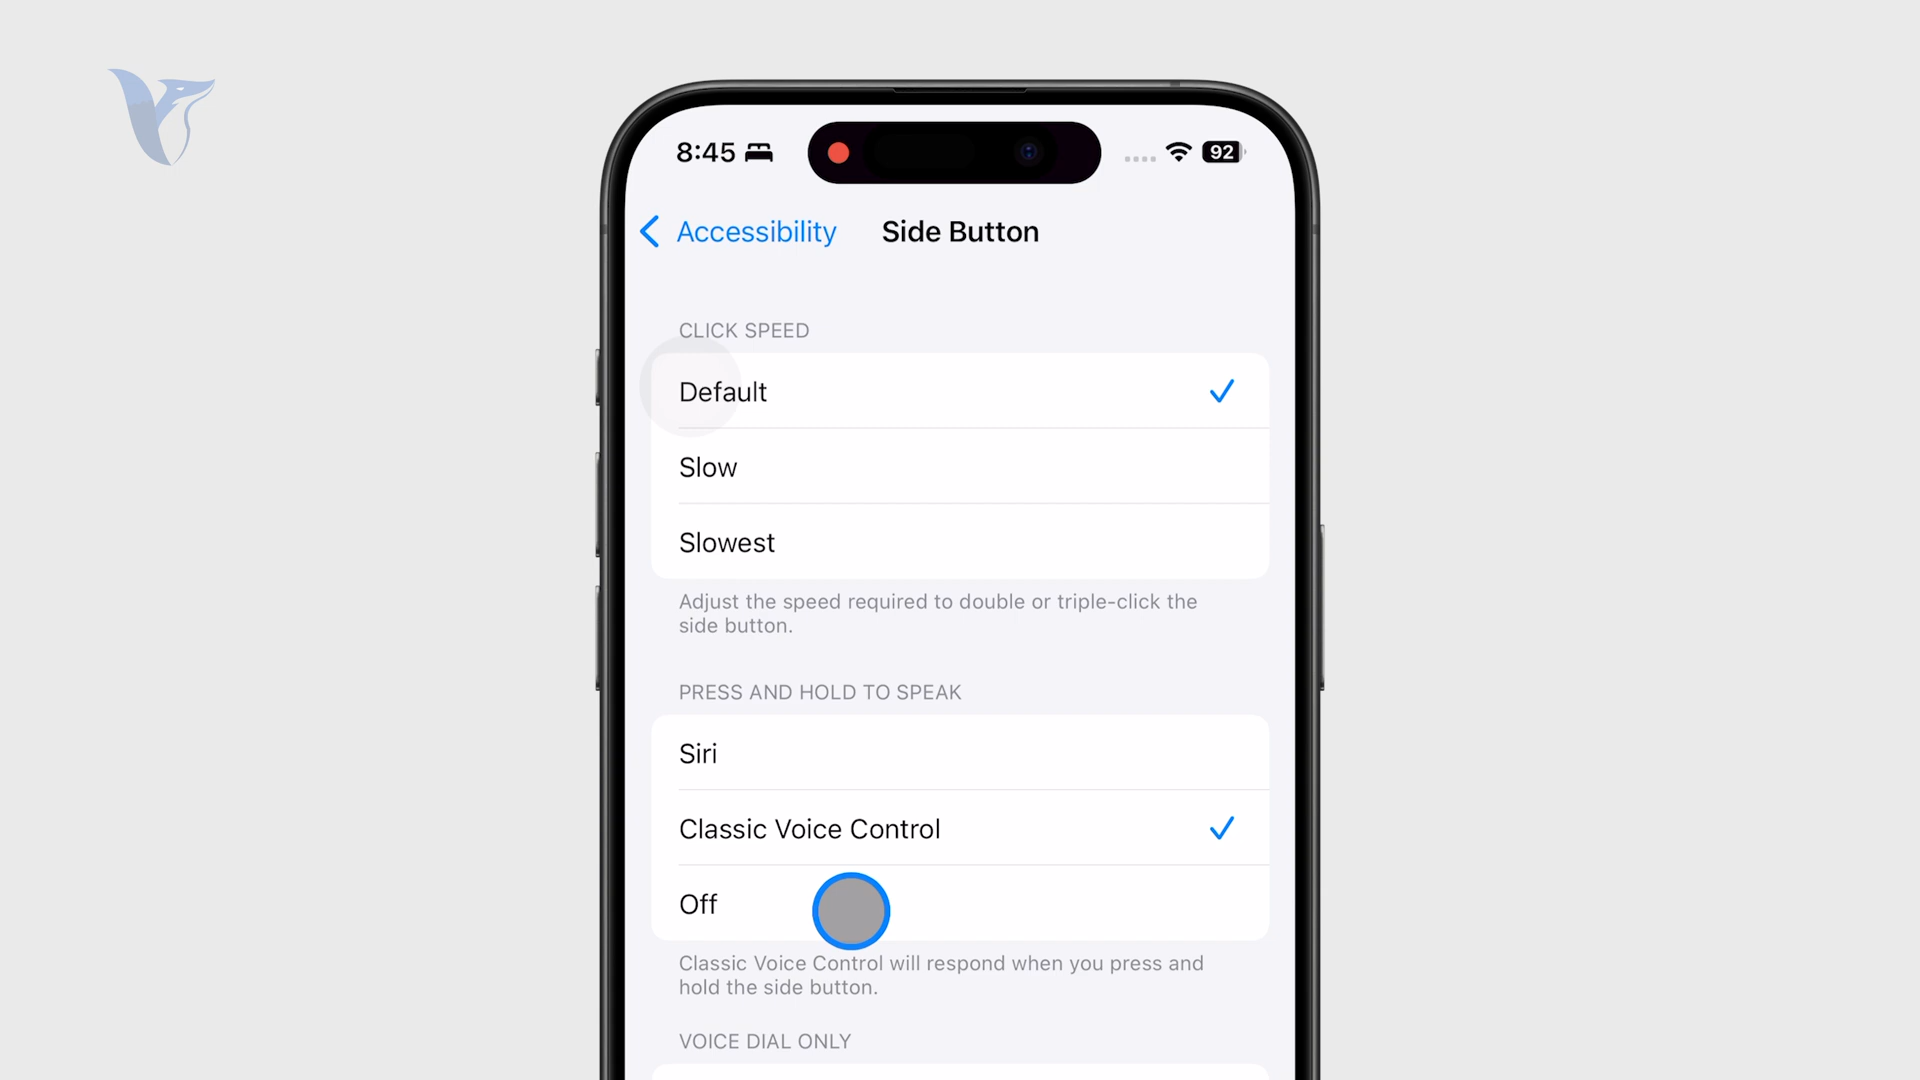 8:45
92
Accessibility
Side Button
CLICK SPEED
Default
Slow
Slowest
Adjust the speed required to double or triple-click the
side button.
PRESS AND HOLD TO SPEAK
Siri
Classic Voice Control
Off
Classic Voice Control will respond when you press and
hold the side button.
VOICE DIAL ONLY